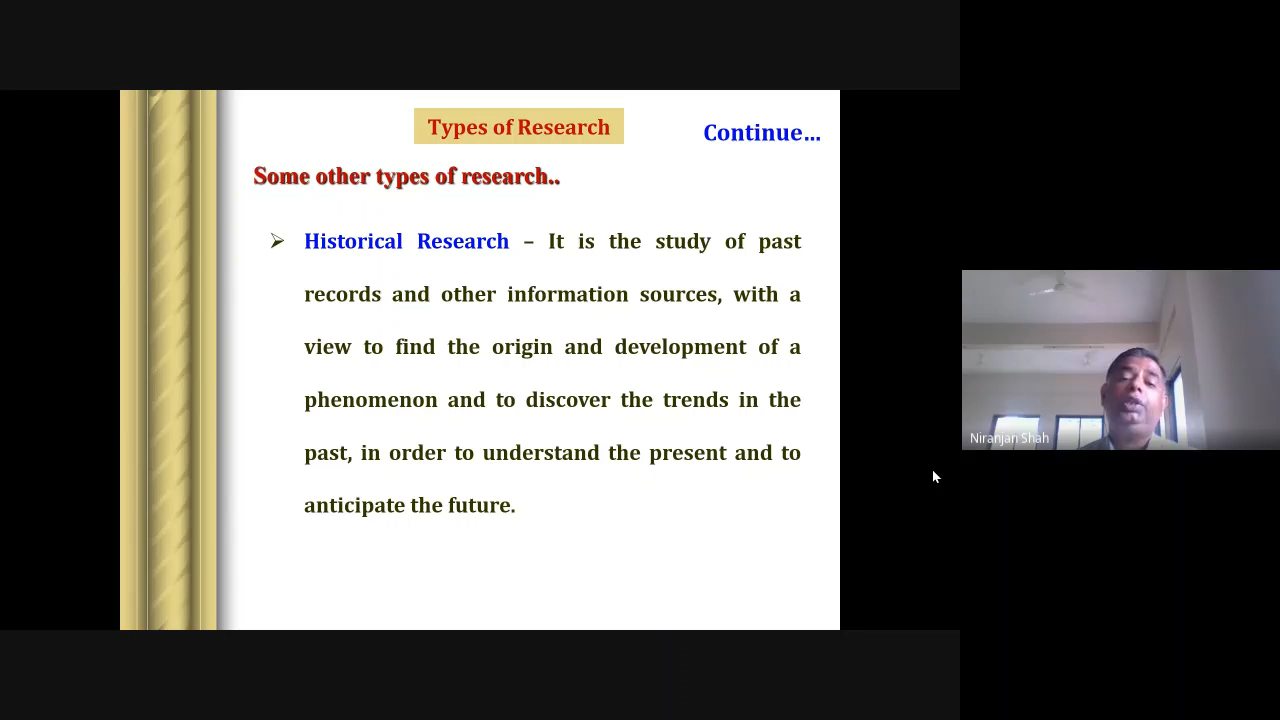 Types of Research
Continue...
Some other types of research..
➢ Historical Research – It is the study of past
records and other information sources, with a
view to find the origin and development of a
phenomenon and to discover the trends in the
past, in order to understand the present and to
anticipate the future.
Niranjan Shah